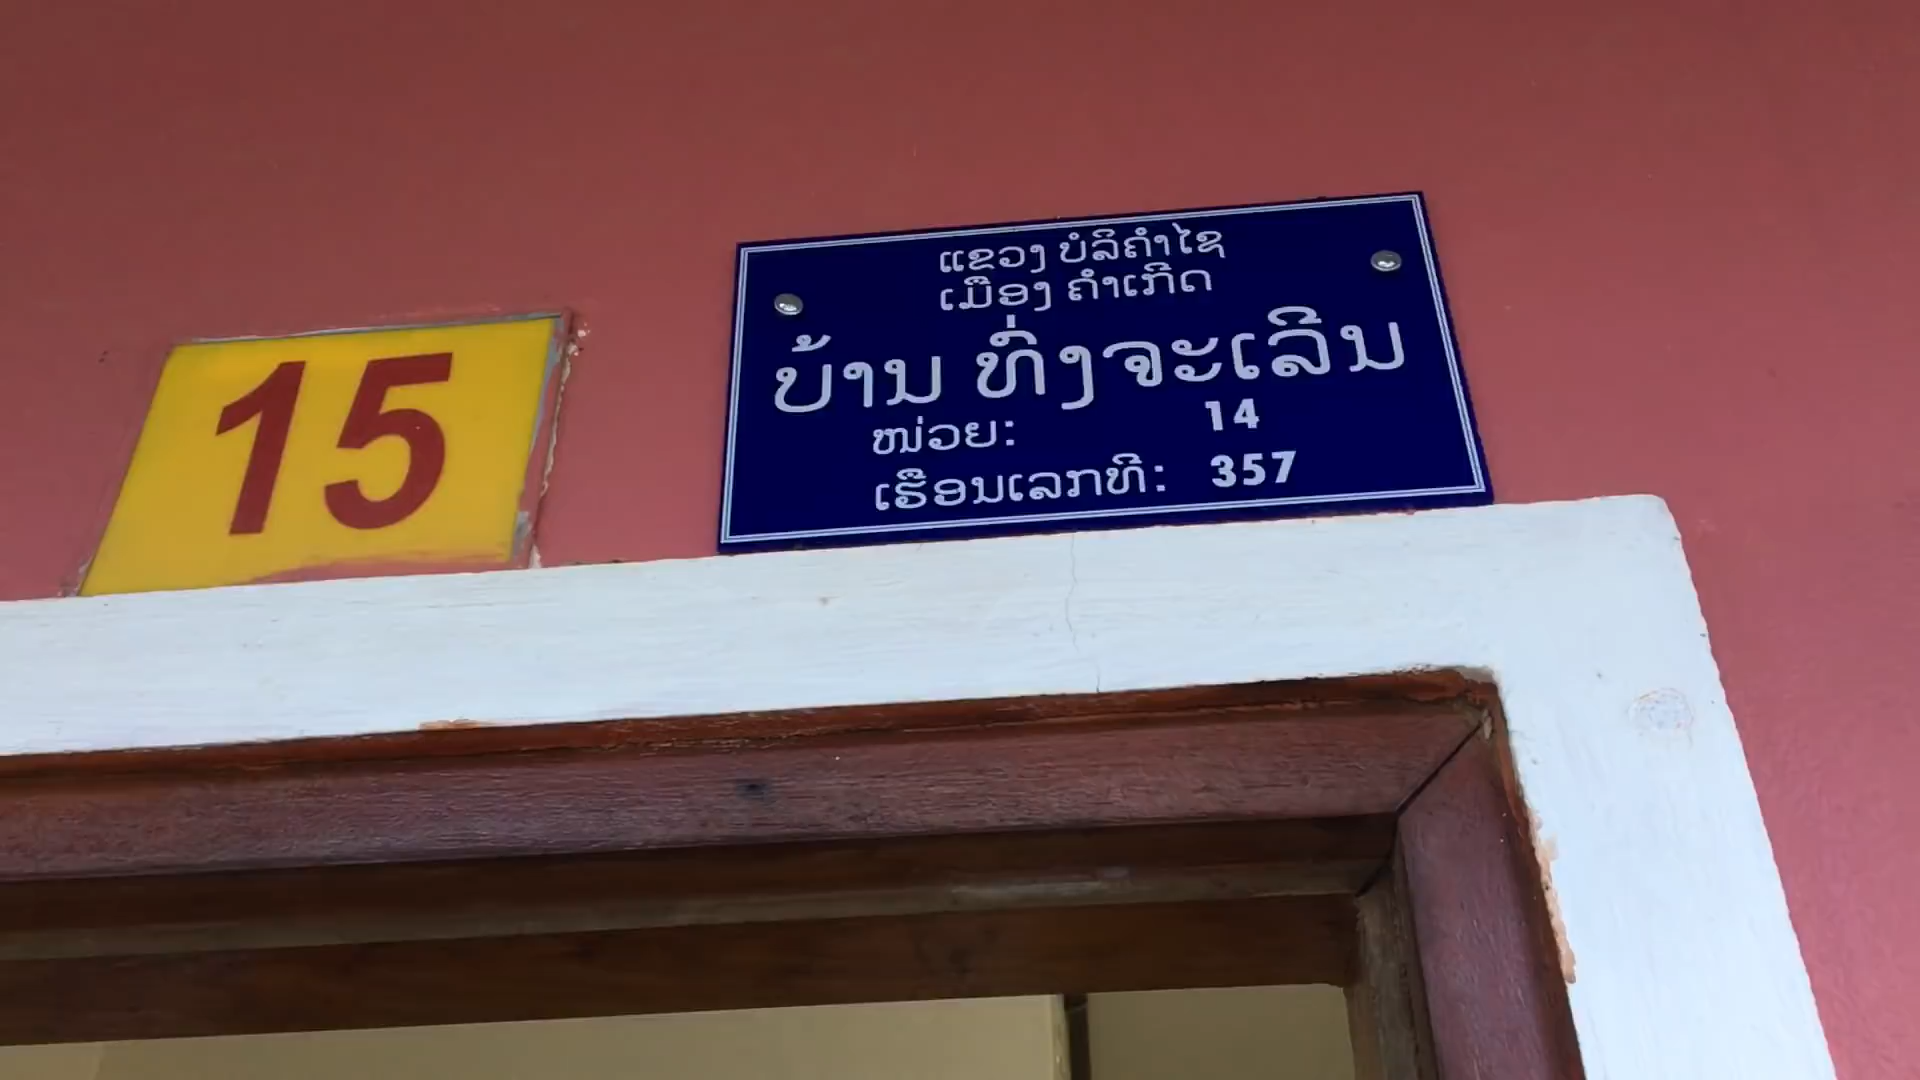 15
ແຂວງ ບໍລິຄຳໄຊ
ເມືອງ ຄຳເກີດ
ບ້ານ ທົ່ງຈະເລີນ
ໜ່ວຍ: 14
ເຮືອນເລກທີ: 357